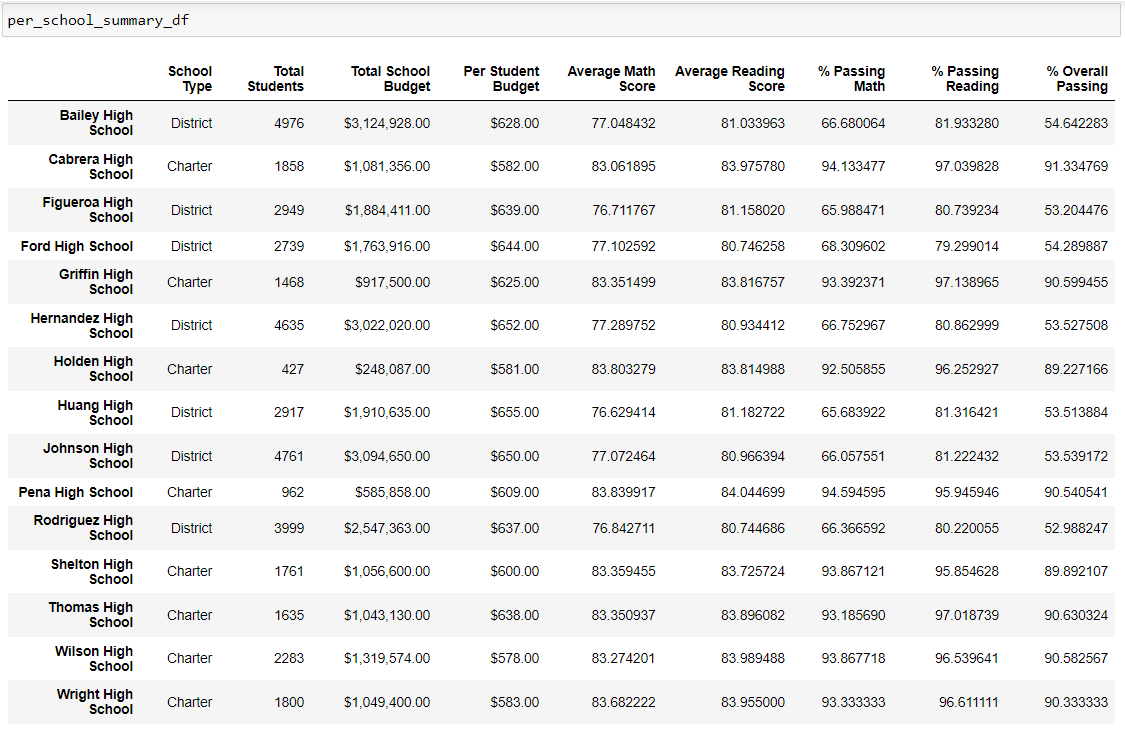 per_school_summary_df
School Total Total School Per Student Average Math Average Reading % Passing % Passing % Overall
Type Students Budget Budget Score Score Math Reading Passing
Bailey High
School District 4976 $3,124,928.00 $628.00 77.048432 81.033963 66.680064 81.933280 54.642283
Cabrera High
School Charter 1858 $1,081,356.00 $582.00 83.061895 83.975780 94.133477 97.039828 91.334769
Figueroa High
School District 2949 $1,884,411.00 $639.00 76.711767 81.158020 65.988471 80.739234 53.204476
Ford High School District 2739 $1,763,916.00 $644.00 77.102592 80.746258 68.309602 79.299014 54.289887
Griffin High
School Charter 1468 $917,500.00 $625.00 83.351499 83.816757 93.392371 97.138965 90.599455
Hernandez High
School District 4635 $3,022,020.00 $652.00 77.289752 80.934412 66.752967 80.862999 53.527508
Holden High
School Charter 427 $248,087.00 $581.00 83.803279 83.814988 92.505855 96.252927 89.227166
Huang High
School District 2917 $1,910,635.00 $655.00 76.629414 81.182722 65.683922 81.316421 53.513884
Johnson High
School District 4761 $3,094,650.00 $650.00 77.072464 80.966394 66.057551 81.222432 53.539172
Pena High School Charter 962 $585,858.00 $609.00 83.839917 84.044699 94.594595 95.945946 90.540541
Rodriguez High
School District 3999 $2,547,363.00 $637.00 76.842711 80.744686 66.366592 80.220055 52.988247
Shelton High
School Charter 1761 $1,056,600.00 $600.00 83.359455 83.725724 93.867121 95.854628 89.892107
Thomas High
School Charter 1635 $1,043,130.00 $638.00 83.350937 83.896082 93.185690 97.018739 90.630324
Wilson High
School Charter 2283 $1,319,574.00 $578.00 83.274201 83.989488 93.867718 96.539641 90.582567
Wright High
School Charter 1800 $1,049,400.00 $583.00 83.682222 83.955000 93.333333 96.611111 90.333333